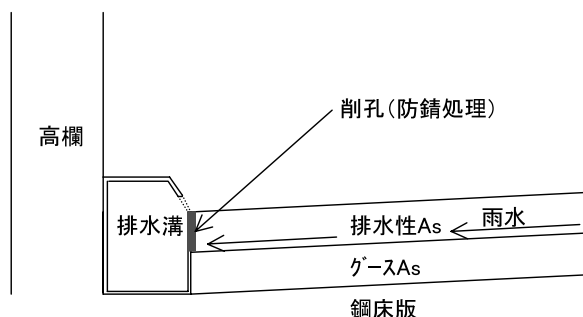 削孔(防錆処理)
高欄
排水溝
排水性As
雨水
グースAs
鋼床版